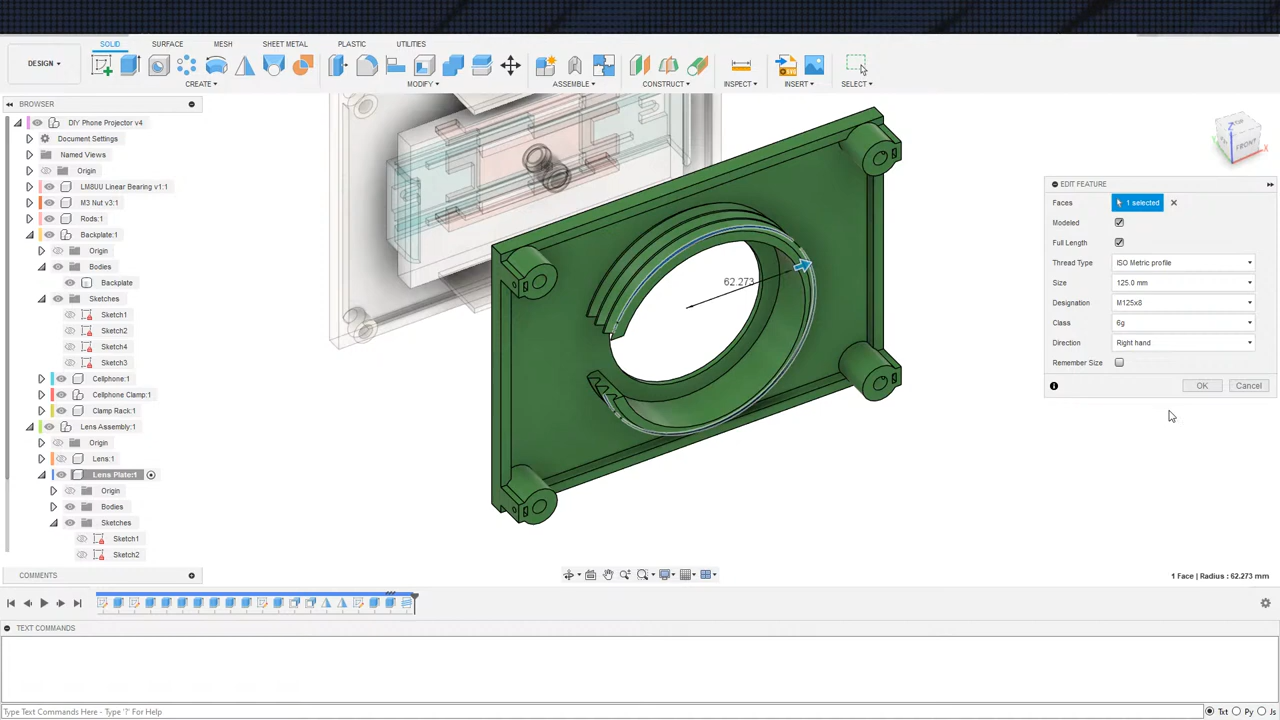 SOLID SURFACE MESH SHEET METAL PLASTIC UTILITIES
DESIGN
CREATE MODIFY ASSEMBLE CONSTRUCT INSPECT INSERT SELECT
BROWSER
DIY Phone Projector v4
Document Settings
Named Views
Origin
LM8UU Linear Bearing v1:1
M3 Nut v3:1
Rods:1
Backplate:1
Origin
Bodies
Backplate
Sketches
Sketch1
Sketch2
Sketch4
Sketch3
Cellphone:1
Cellphone Clamp:1
Clamp Rack:1
Lens Assembly:1
Origin
Lens:1
Lens Plate:1
Origin
Bodies
Sketches
Sketch1
Sketch2
62.273
Z
FRONT
X
Y
EDIT FEATURE
Faces 1 selected
Modeled
Full Length
Thread Type ISO Metric profile
Size 125.0 mm
Designation M125x8
Class 6g
Direction Right hand
Remember Size
OK Cancel
COMMENTS
1 Face | Radius : 62.273 mm
TEXT COMMANDS
Type Text Commands Here - Type '?' For Help
Txt Py Js